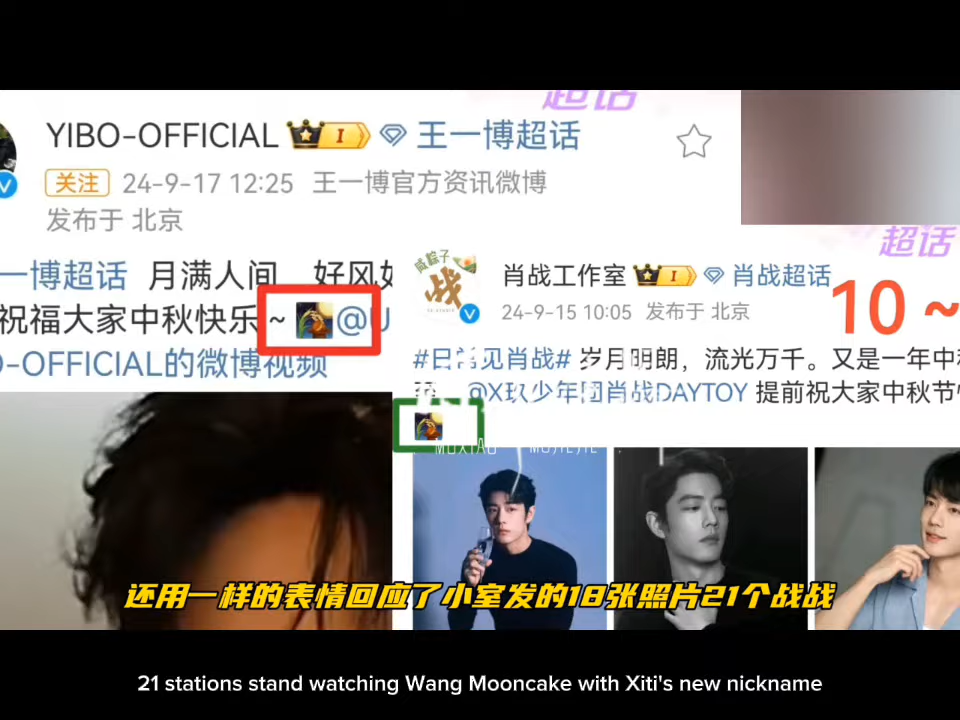 超话
YIBO-OFFICIAL I 王一博超话
关注 24-9-17 12:25 王一博官方资讯微博
发布于 北京
一博超话 月满人间 好风如
祝福大家中秋快乐~ @U
O-OFFICIAL的微博视频
超话
咸粽子
战
肖战工作室 I 肖战超话
24-9-15 10:05 发布于 北京
10~
岁月明朗，流光万千。又是一年中
@X玖少年团肖战DAYTOY 提前祝大家中秋节
还用一样的表情回应了小室发的18张照片21个战战
21 stations stand watching Wang Mooncake with Xiti's new nickname